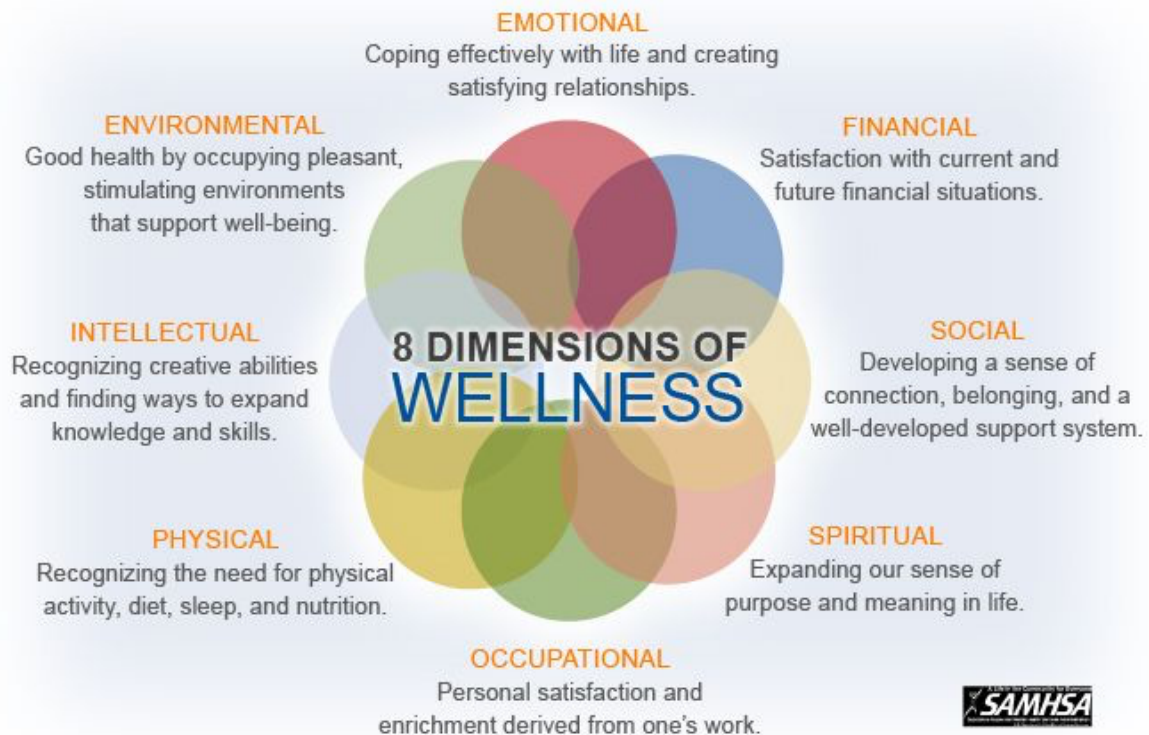 EMOTIONAL
Coping effectively with life and creating
satisfying relationships.
ENVIRONMENTAL
Good health by occupying pleasant,
stimulating environments
that support well-being.
FINANCIAL
Satisfaction with current and
future financial situations.
INTELLECTUAL
Recognizing creative abilities
and finding ways to expand
knowledge and skills.
8 DIMENSIONS OF
WELLNESS
SOCIAL
Developing a sense of
connection, belonging, and a
well-developed support system.
PHYSICAL
Recognizing the need for physical
activity, diet, sleep, and nutrition.
SPIRITUAL
Expanding our sense of
purpose and meaning in life.
OCCUPATIONAL
Personal satisfaction and
enrichment derived from one's work.
SAMHSA